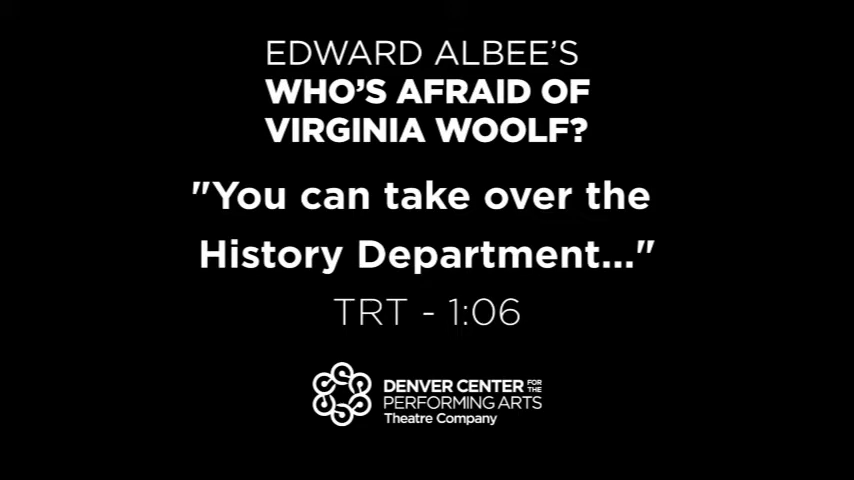 EDWARD ALBEE'S
WHO'S AFRAID OF
VIRGINIA WOOLF?
"You can take over the
History Department..."
TRT - 1:06
DENVER CENTER FOR THE
PERFORMING ARTS
Theatre Company